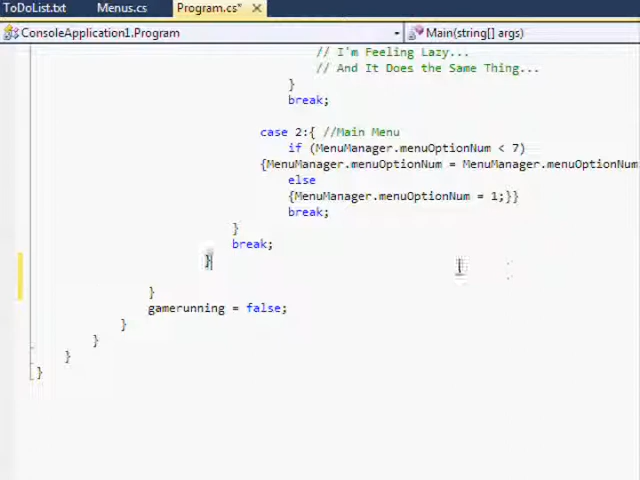 ToDoList.txt Menus.cs Program.cs* ×
ConsoleApplication1.Program Main(string[] args)
// I'm Feeling Lazy...
// And It Does the Same Thing...
}
break;
case 2:{ //Main Menu
if (MenuManager.menuOptionNum < 7)
{MenuManager.menuOptionNum = MenuManager.menuOptionNum
else
{MenuManager.menuOptionNum = 1;}}
break;
}
break;
}
}
gamerunning = false;
}
}
}
}